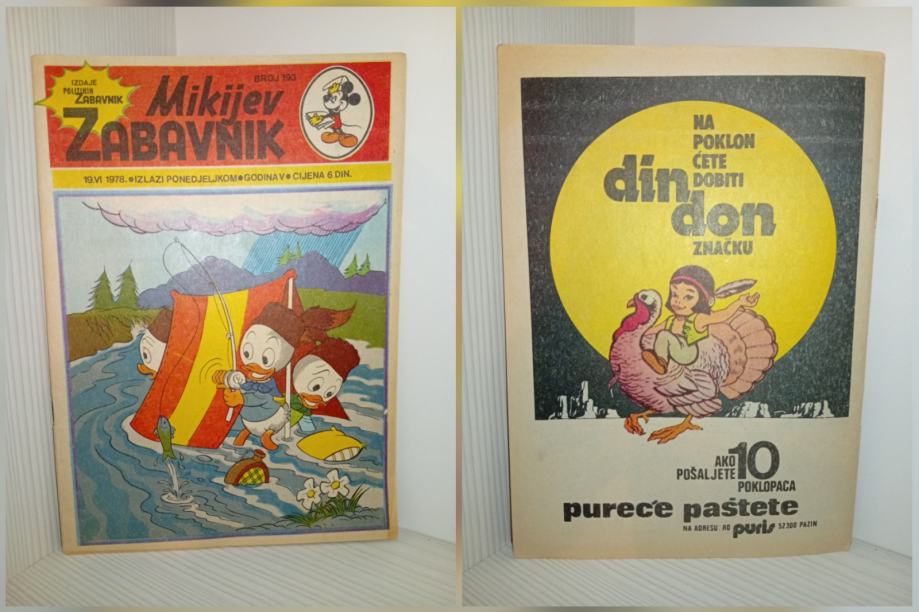 IZDAJE
POLITIKIN
ZABAVNIK
BROJ 193
Mikijev
ZABAVNIK
19.VI 1978.●IZLAZI PONEDJELJKOM●GODINA V●CIJENA 6 DIN.
NA
POKLON
ĆETE
DOBITI
din
don
ZNAČKU
AKO
POŠALJETE
10
POKLOPACA
pureće paštete
NA ADRESU: RO puris 52300 PAZIN